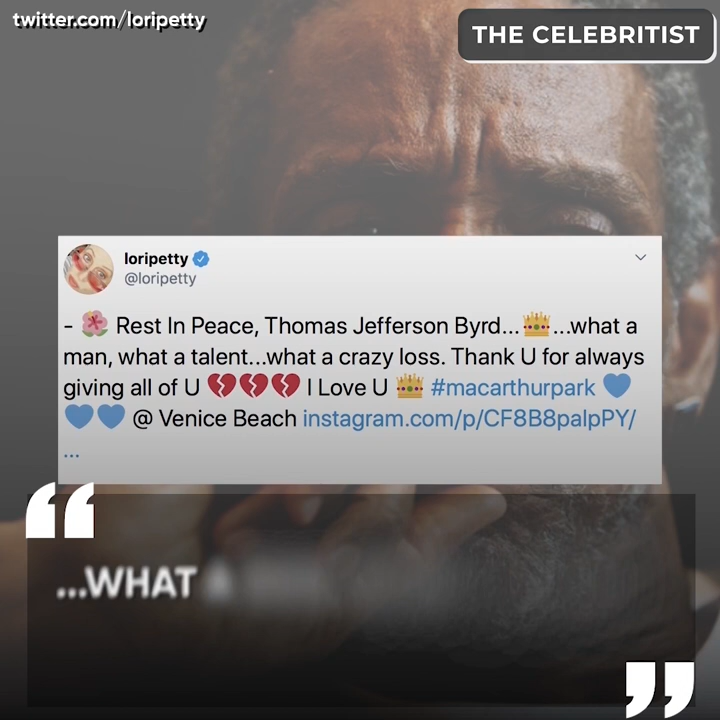 twitter.com/loripetty
THE CELEBRITIST
loripetty
@loripetty
- 🌺 Rest In Peace, Thomas Jefferson Byrd...👑...what a
man, what a talent...what a crazy loss. Thank U for always
giving all of U 💔💔💔 I Love U 👑 #macarthurpark 💙
💙💙 @ Venice Beach instagram.com/p/CF8B8palpPY/
...
“
...WHAT
”